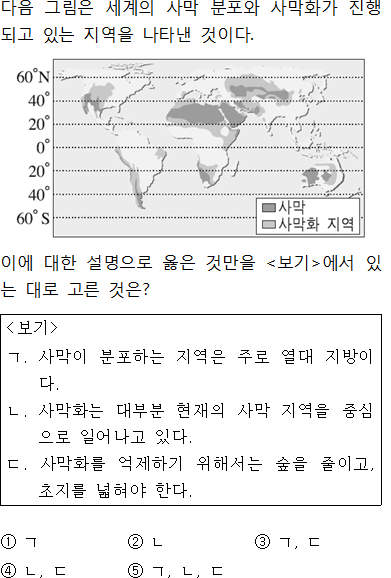 다음 그림은 세계의 사막 분포와 사막화가 진행
되고 있는 지역을 나타낸 것이다.
60°N
40°
20°
0°
20°
40°
60°S
사막
사막화 지역
이에 대한 설명으로 옳은 것만을 <보기>에서 있
는 대로 고른 것은?
<보기>
ㄱ. 사막이 분포하는 지역은 주로 열대 지방이
다.
ㄴ. 사막화는 대부분 현재의 사막 지역을 중심
으로 일어나고 있다.
ㄷ. 사막화를 억제하기 위해서는 숲을 줄이고,
초지를 넓혀야 한다.
① ㄱ ② ㄴ ③ ㄱ, ㄷ
④ ㄴ, ㄷ ⑤ ㄱ, ㄴ, ㄷ